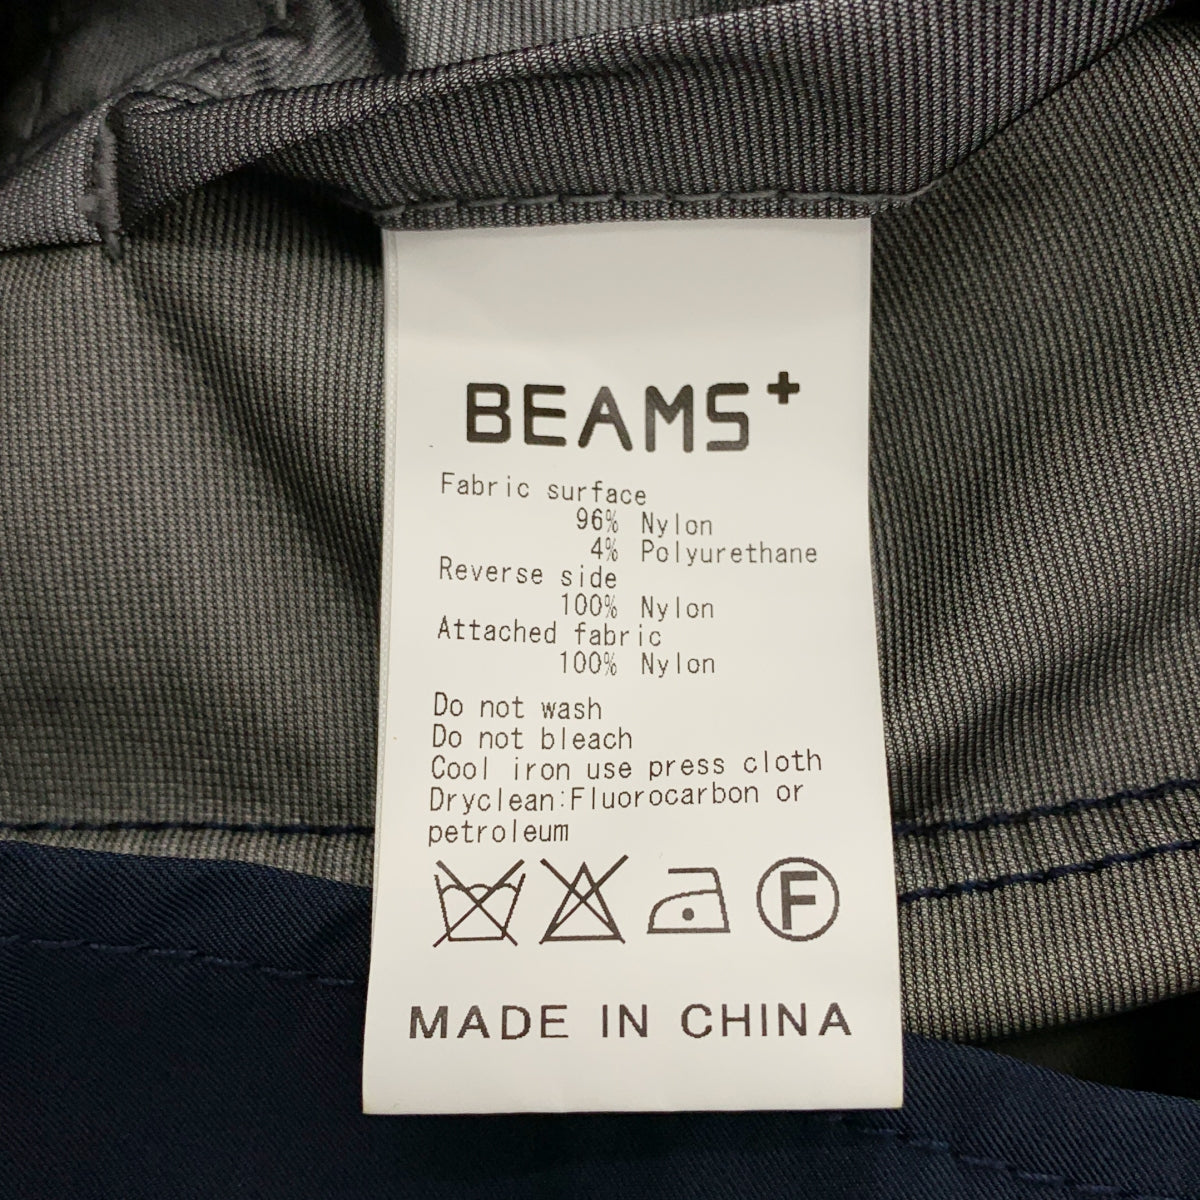 BEAMS+
Fabric surface
96% Nylon
4% Polyurethane
Reverse side
100% Nylon
Attached fabric
100% Nylon
Do not wash
Do not bleach
Cool iron use press cloth
Dryclean:Fluorocarbon or
petroleum
F
MADE IN CHINA